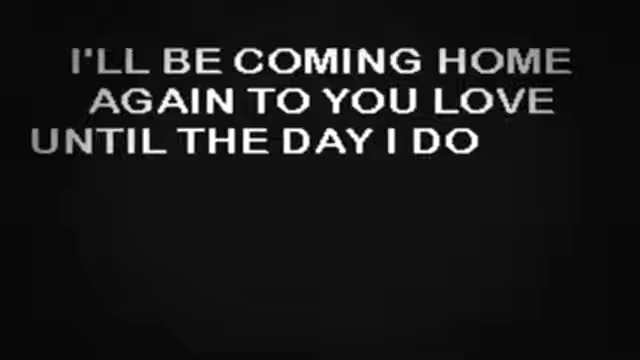 I'LL BE COMING HOME
AGAIN TO YOU LOVE
UNTIL THE DAY I DO